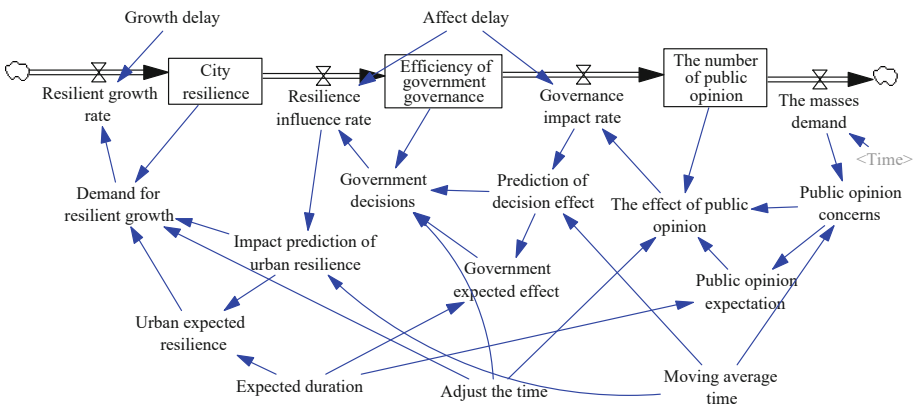 Growth delay
Affect delay
City
resilience
Efficiency of
government
governance
The number
of public
opinion
Resilient growth
rate
Resilience
influence rate
Governance
impact rate
The masses
demand
<Time>
Demand for
resilient growth
Government
decisions
Prediction of
decision effect
The effect of public
opinion
Public opinion
concerns
Impact prediction of
urban resilience
Government
expected effect
Public opinion
expectation
Urban expected
resilience
Expected duration
Adjust the time
Moving average
time